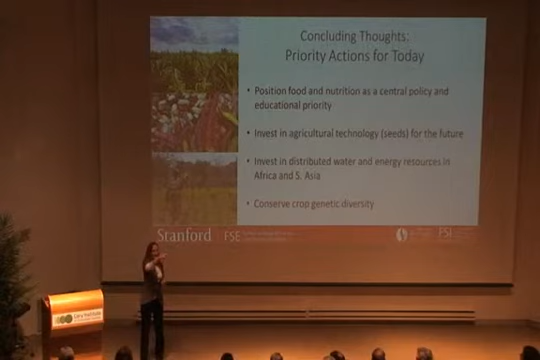 Concluding Thoughts:
Priority Actions for Today
• Position food and nutrition as a central policy and
educational priority
• Invest in agricultural technology (seeds) for the future
• Invest in distributed water and energy resources in
Africa and S. Asia
• Conserve crop genetic diversity
Stanford FSE
FSI
Cary Institute